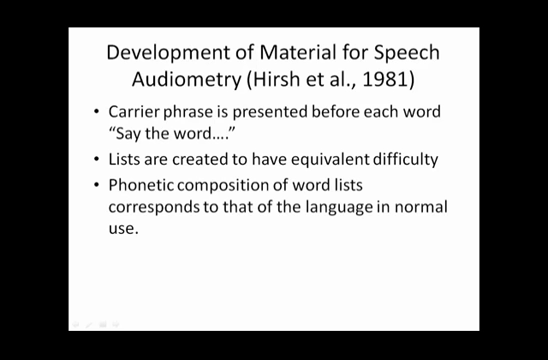 Development of Material for Speech
Audiometry (Hirsh et al., 1981)
• Carrier phrase is presented before each word
“Say the word....”
• Lists are created to have equivalent difficulty
• Phonetic composition of word lists
corresponds to that of the language in normal
use.